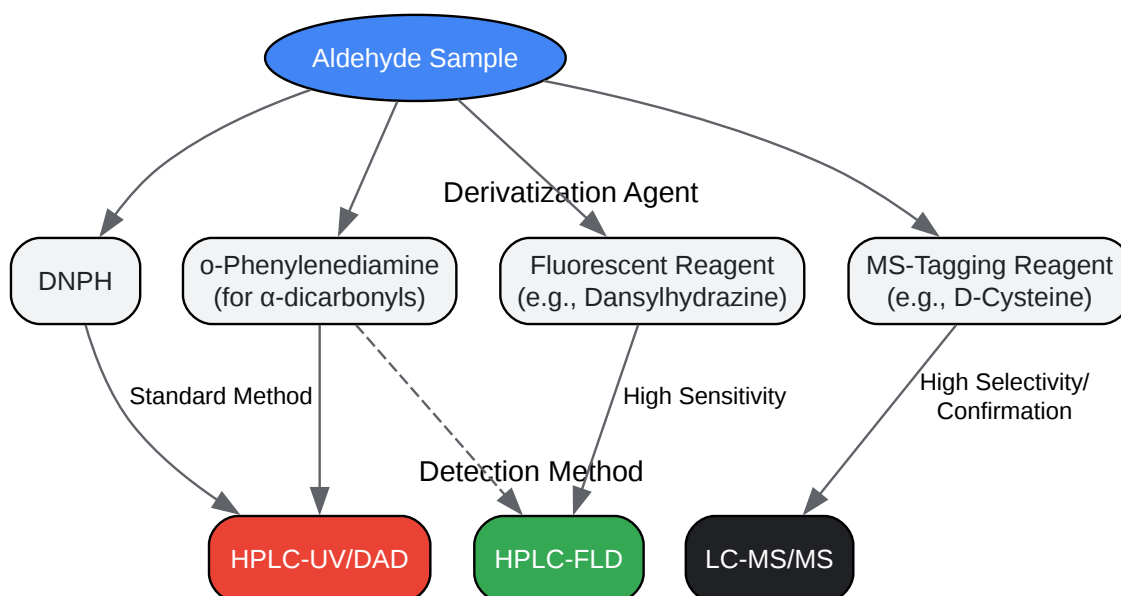 Aldehyde Sample
Derivatization Agent
DNPH
o-Phenylenediamine
(for α-dicarbonyls)
Fluorescent Reagent
(e.g., Dansylhydrazine)
MS-Tagging Reagent
(e.g., D-Cysteine)
Standard Method
High Sensitivity
High Selectivity/
Confirmation
Detection Method
HPLC-UV/DAD
HPLC-FLD
LC-MS/MS